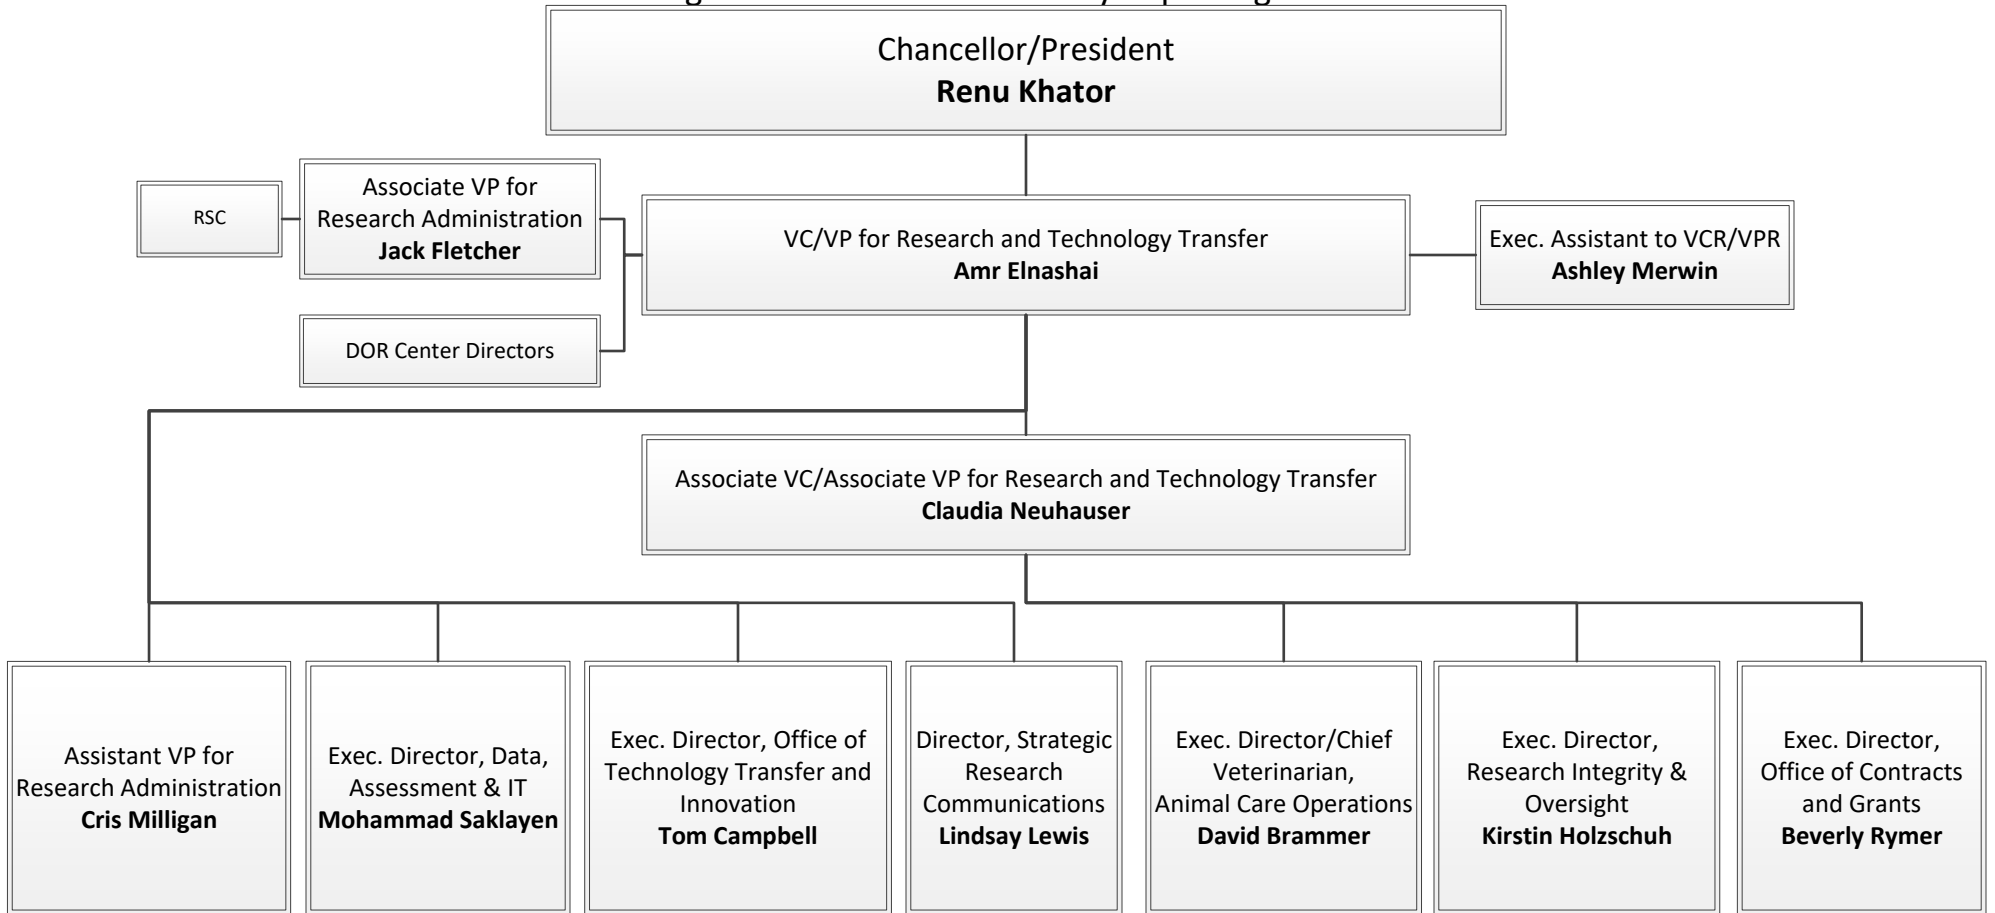 Chancellor/President
Renu Khator
RSC
Associate VP for
Research Administration
Jack Fletcher
VC/VP for Research and Technology Transfer
Amr Elnashai
Exec. Assistant to VCR/VPR
Ashley Merwin
DOR Center Directors
Associate VC/Associate VP for Research and Technology Transfer
Claudia Neuhauser
Assistant VP for
Research Administration
Cris Milligan
Exec. Director, Data,
Assessment & IT
Mohammad Saklayen
Exec. Director, Office of
Technology Transfer and
Innovation
Tom Campbell
Director, Strategic
Research
Communications
Lindsay Lewis
Exec. Director/Chief
Veterinarian,
Animal Care Operations
David Brammer
Exec. Director,
Research Integrity &
Oversight
Kirstin Holzschuh
Exec. Director,
Office of Contracts
and Grants
Beverly Rymer